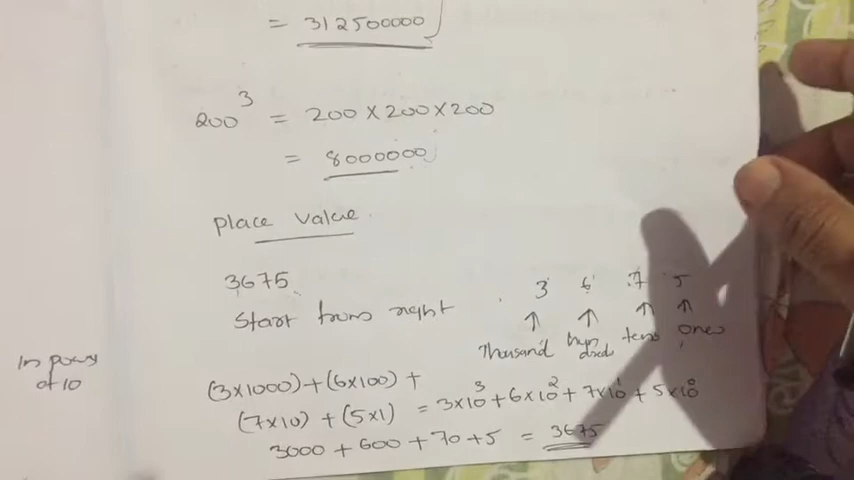 = 312500000
200³ = 200 × 200 × 200
= 8000000
Place value
3675
3 6 7 5
Start from right
↑ ↑ ↑ ↑
Thousand hundred tens ones
In power of 10
(3×1000) + (6×100) +
(7×10) + (5×1) = 3×10³ + 6×10² + 7×10¹ + 5×10⁰
3000 + 600 + 70 + 5 = 3675